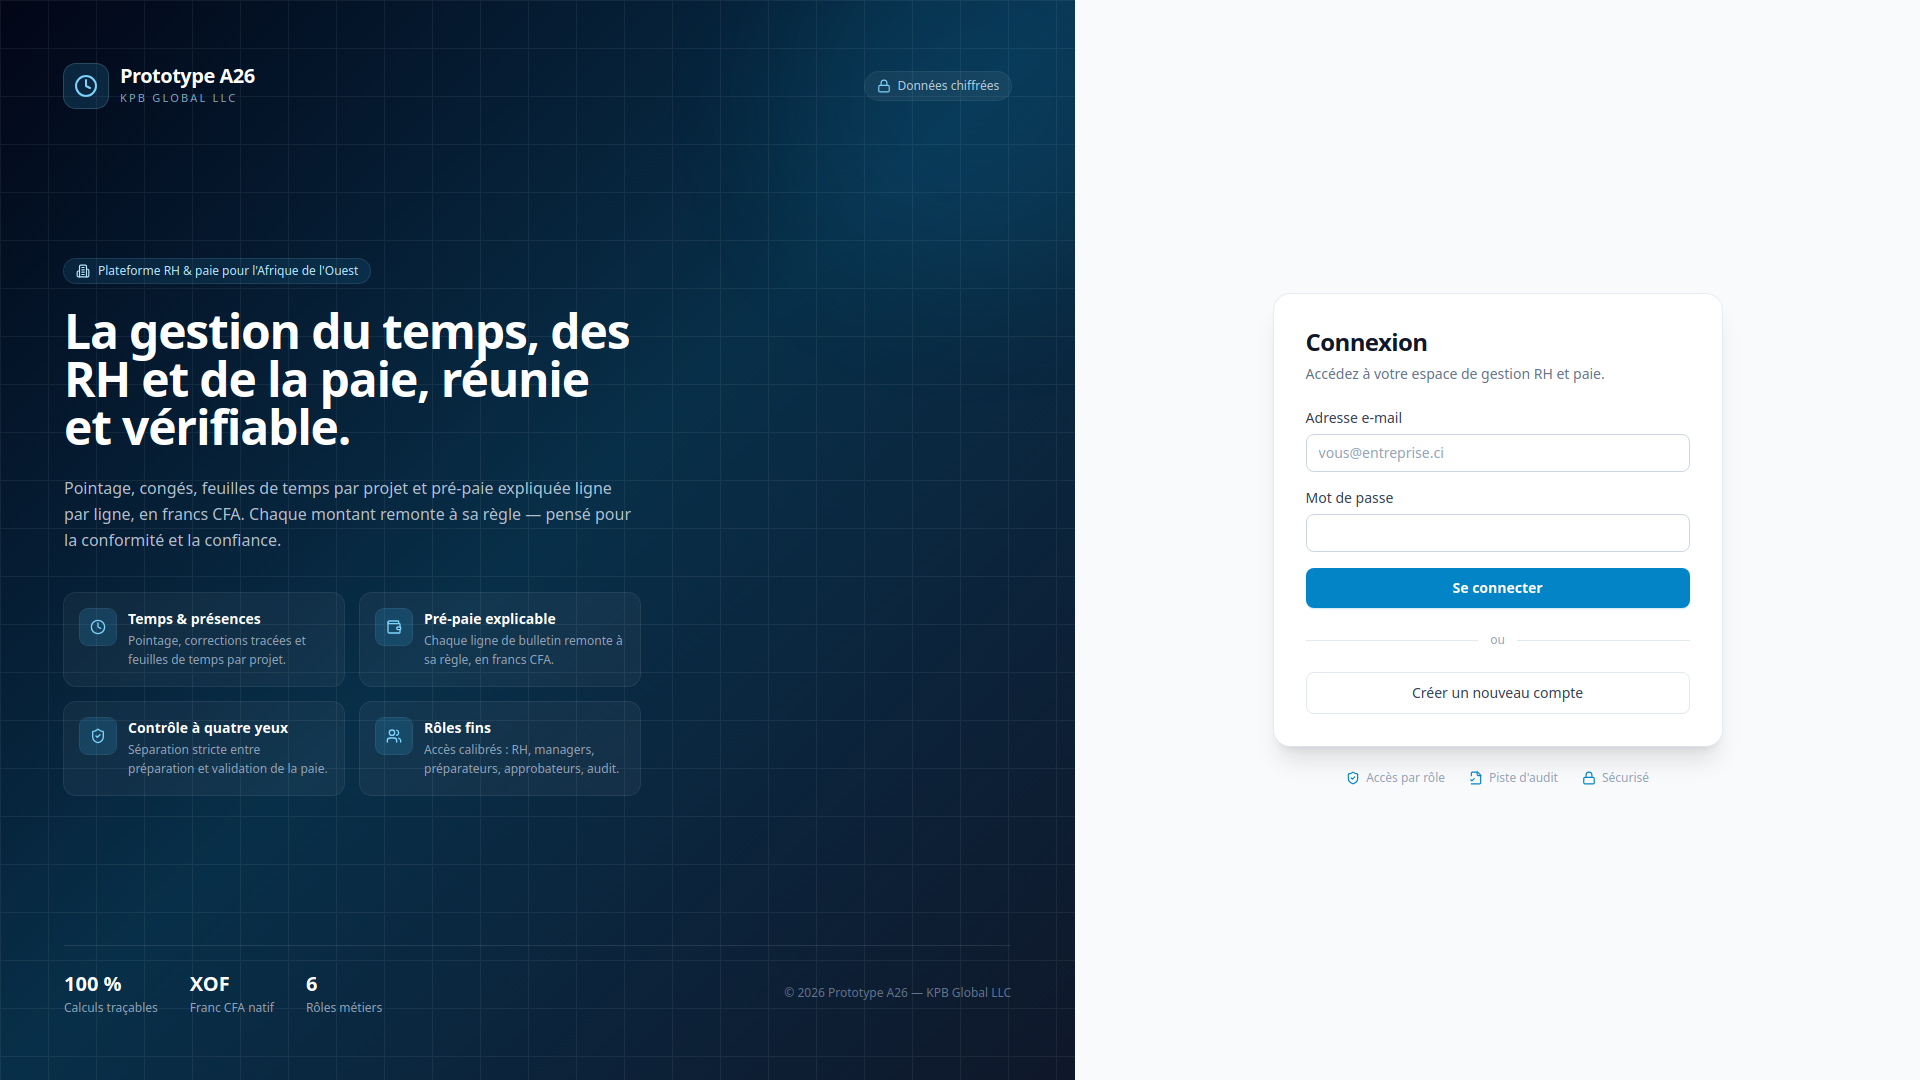 Prototype A26
KPB GLOBAL LLC
Données chiffrées
Plateforme RH & paie pour l'Afrique de l'Ouest
La gestion du temps, des
RH et de la paie, réunie
et vérifiable.
Pointage, congés, feuilles de temps par projet et pré-paie expliquée ligne
par ligne, en francs CFA. Chaque montant remonte à sa règle — pensé pour
la conformité et la confiance.
Temps & présences
Pointage, corrections tracées et
feuilles de temps par projet.
Pré-paie explicable
Chaque ligne de bulletin remonte à
sa règle, en francs CFA.
Contrôle à quatre yeux
Séparation stricte entre
préparation et validation de la paie.
Rôles fins
Accès calibrés : RH, managers,
préparateurs, approbateurs, audit.
100 %
Calculs traçables
XOF
Franc CFA natif
6
Rôles métiers
© 2026 Prototype A26 — KPB Global LLC
Connexion
Accédez à votre espace de gestion RH et paie.
Adresse e-mail
vous@entreprise.ci
Mot de passe
Se connecter
ou
Créer un nouveau compte
Accès par rôle
Piste d'audit
Sécurisé